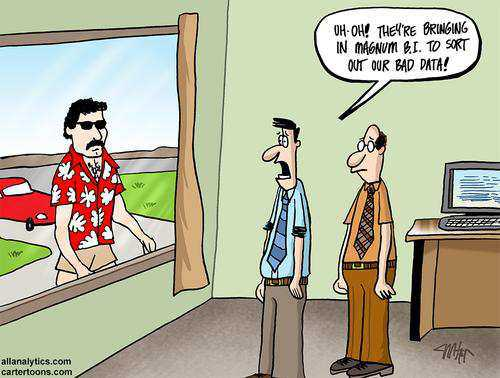 UH-OH! THEY'RE BRINGING
IN MAGNUM B.I. TO SORT
OUT OUR BAD DATA!
allanalytics.com
cartertoons.com